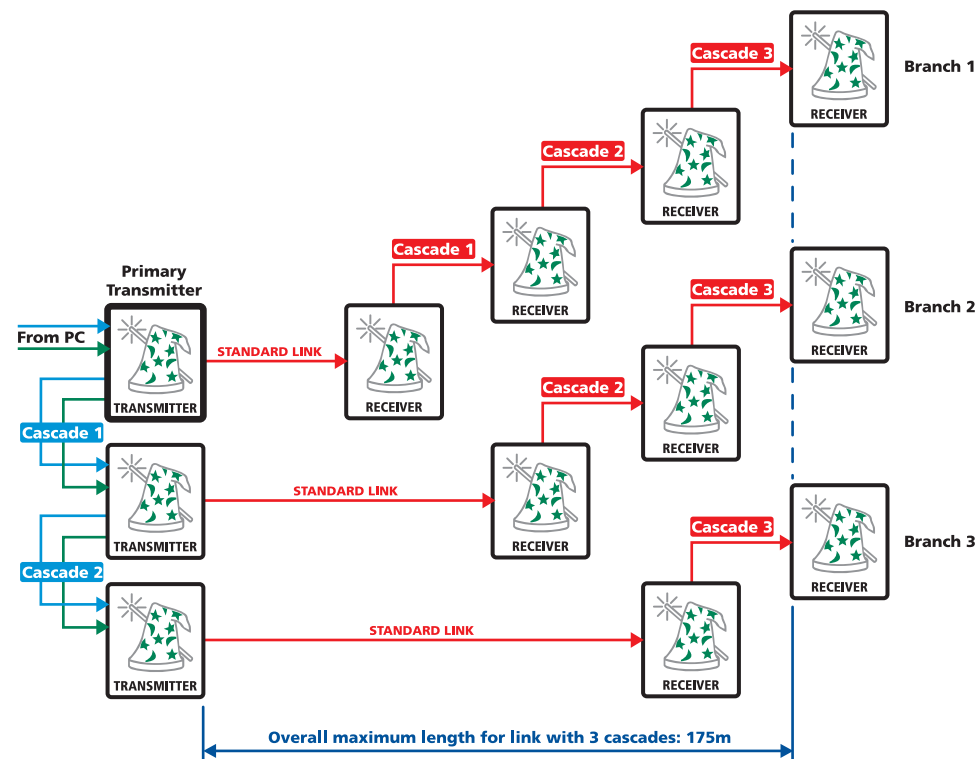 Cascade 3
Branch 1
RECEIVER
Cascade 2
RECEIVER
Cascade 1
RECEIVER
Primary
Transmitter
Cascade 3
Branch 2
RECEIVER
From PC
STANDARD LINK
RECEIVER
TRANSMITTER
Cascade 2
RECEIVER
Cascade 1
STANDARD LINK
RECEIVER
TRANSMITTER
Cascade 3
Branch 3
RECEIVER
Cascade 2
STANDARD LINK
RECEIVER
TRANSMITTER
Overall maximum length for link with 3 cascades: 175m